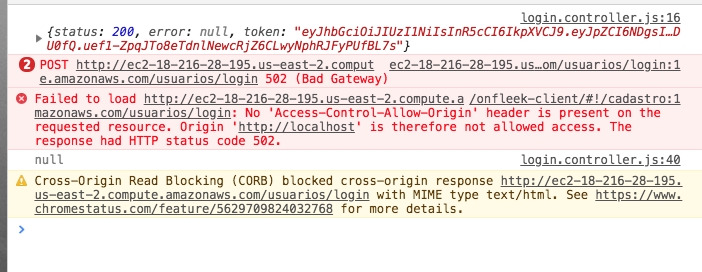 login.controller.js:16
{status: 200, error: null, token: "eyJhbGciOiJIUzI1NiIsInR5cCI6IkpXVCJ9.eyJpZCI6NDgsI…D
U0fQ.uef1-ZpqJTo8eTdnlNewcRjZ6CLwyNphRJFyPUfBL7s"}
2 POST http://ec2-18-216-28-195.us-east-2.comput ec2-18-216-28-195.us…om/usuarios/login:1
e.amazonaws.com/usuarios/login 502 (Bad Gateway)
Failed to load http://ec2-18-216-28-195.us-east-2.compute.a /onfleek-client/#!/cadastro:1
mazonaws.com/usuarios/login: No 'Access-Control-Allow-Origin' header is present on the
requested resource. Origin 'http://localhost' is therefore not allowed access. The
response had HTTP status code 502.
null login.controller.js:40
Cross-Origin Read Blocking (CORB) blocked cross-origin response http://ec2-18-216-28-195.
us-east-2.compute.amazonaws.com/usuarios/login with MIME type text/html. See https://www.
chromestatus.com/feature/5629709824032768 for more details.